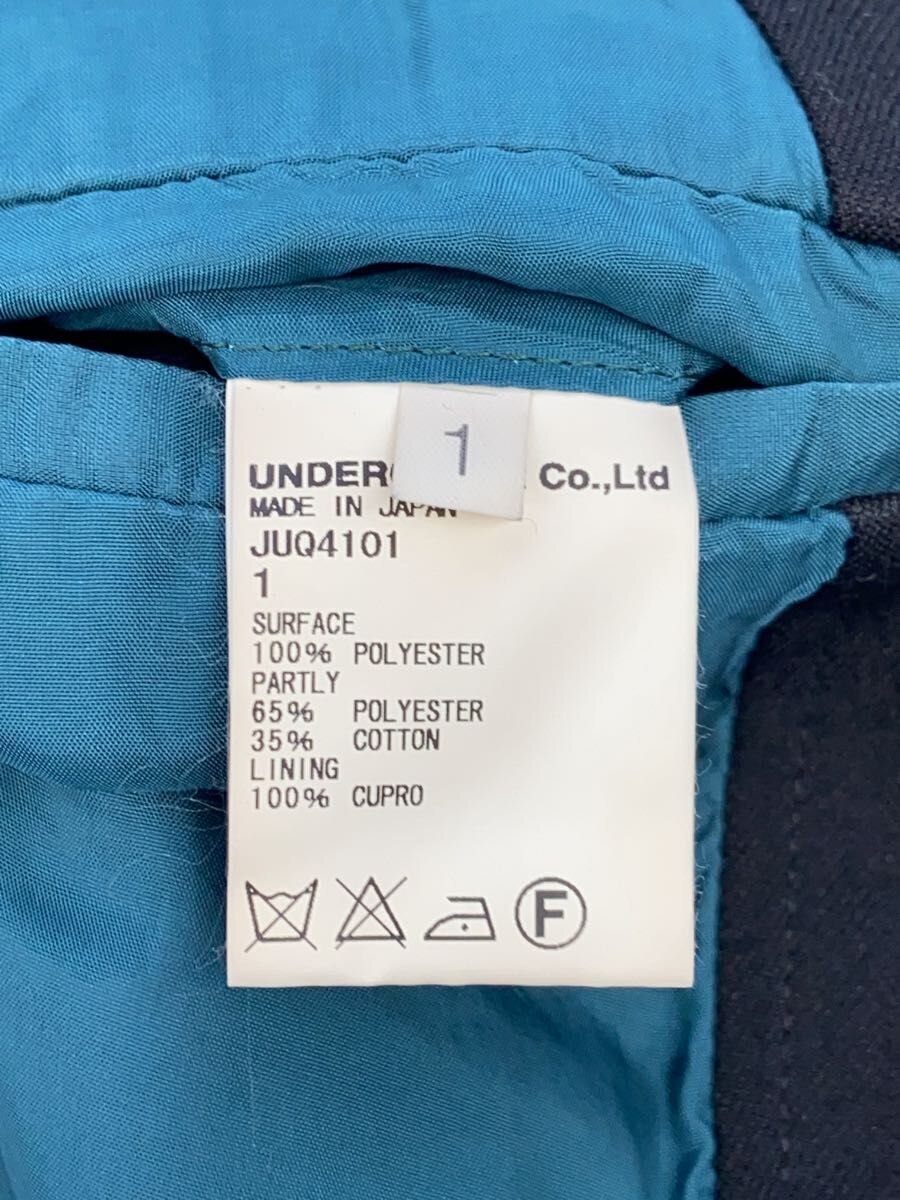 1
Co.,Ltd
MADE IN JAPAN
JUQ4101
1
SURFACE
100% POLYESTER
PARTLY
65% POLYESTER
35% COTTON
LINING
100% CUPRO
F